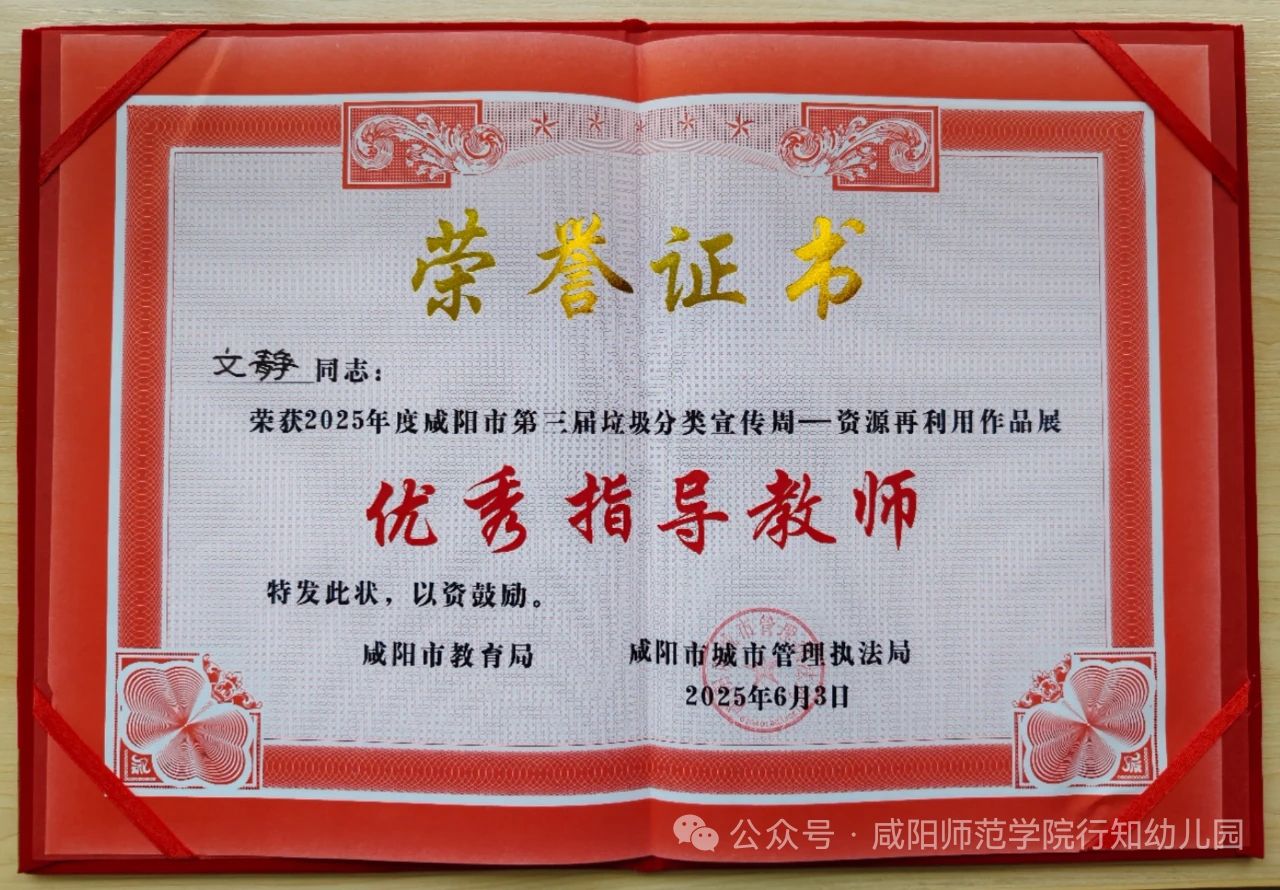 荣誉证书
文静同志：
荣获2025年度咸阳市第三届垃圾分类宣传周—资源再利用作品展
优秀指导教师
特发此状，以资鼓励。
咸阳市教育局 咸阳市城市管理执法局
2025年6月3日
公众号·咸阳师范学院行知幼儿园